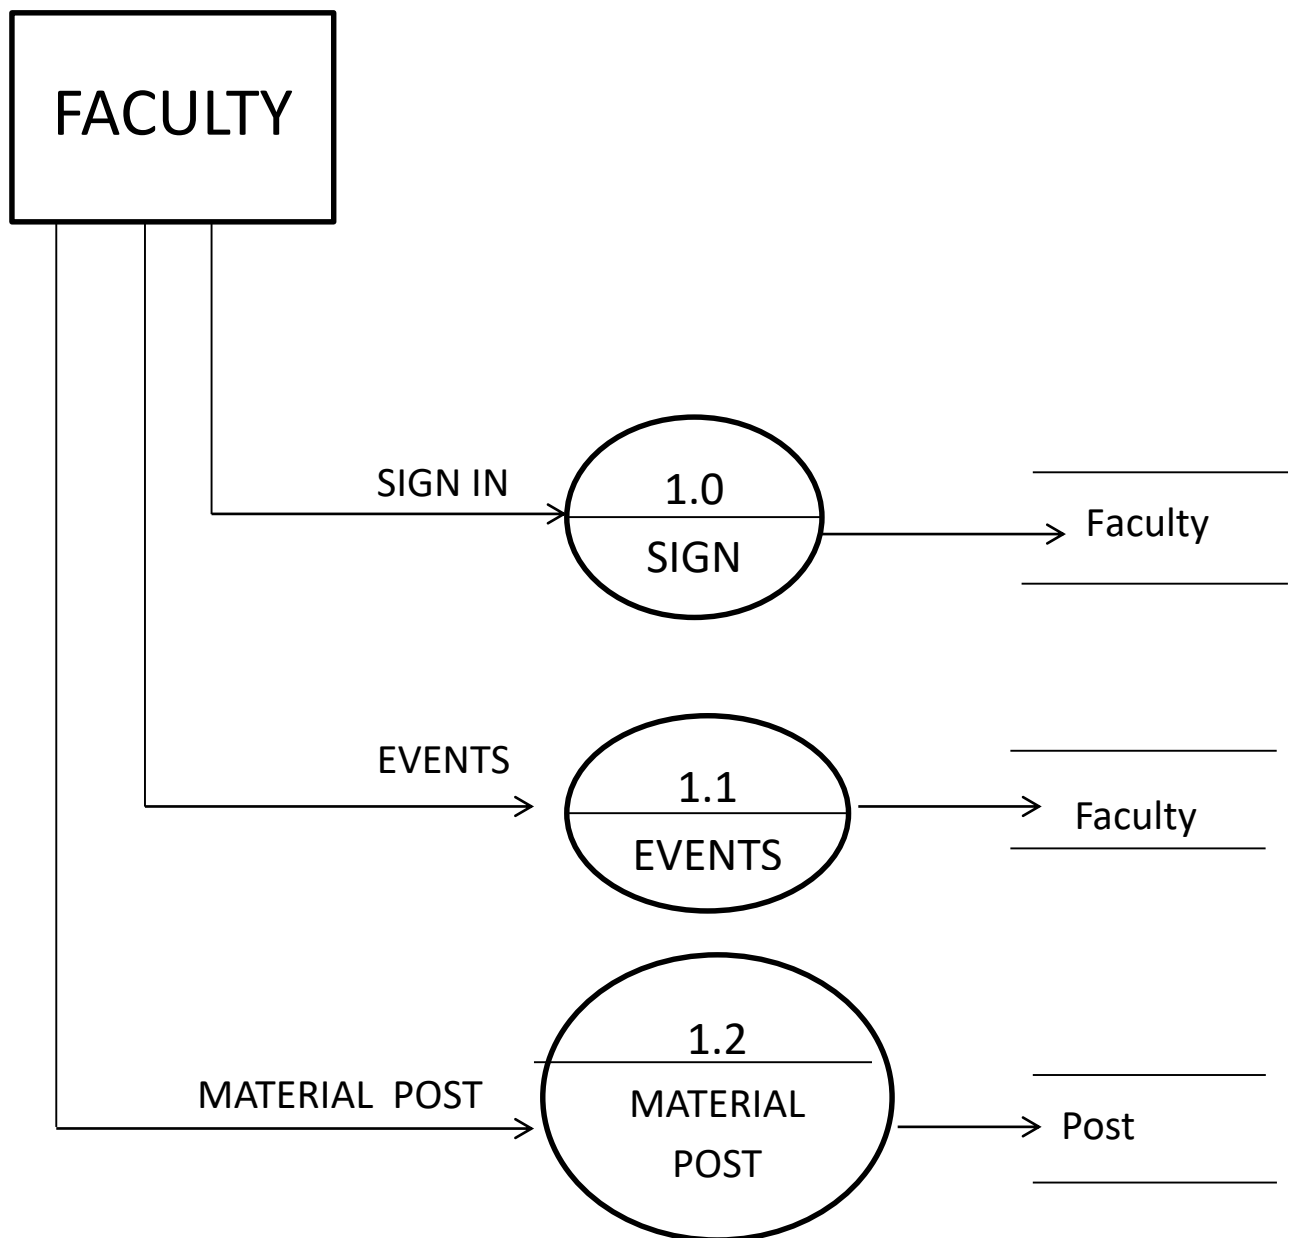 FACULTY
SIGN IN
1.0
SIGN
Faculty
EVENTS
1.1
EVENTS
Faculty
MATERIAL POST
1.2
MATERIAL
POST
Post